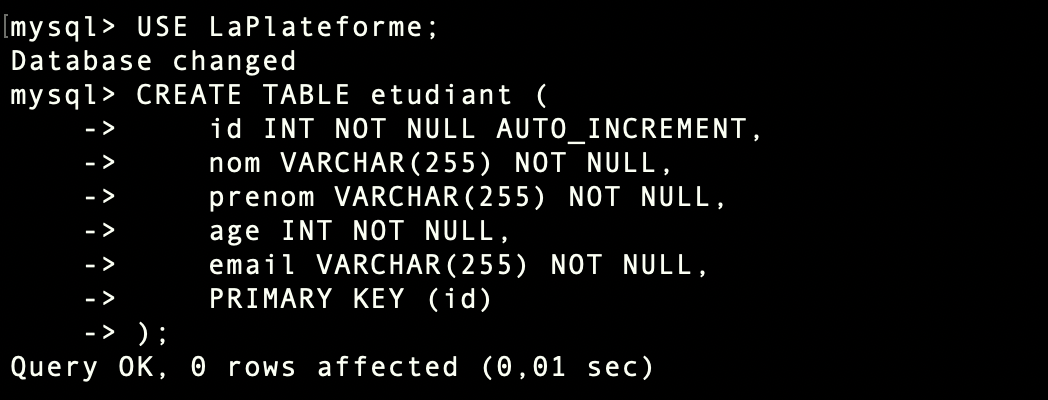 [mysql> USE LaPlateforme;
Database changed
mysql> CREATE TABLE etudiant (
    ->     id INT NOT NULL AUTO_INCREMENT,
    ->     nom VARCHAR(255) NOT NULL,
    ->     prenom VARCHAR(255) NOT NULL,
    ->     age INT NOT NULL,
    ->     email VARCHAR(255) NOT NULL,
    ->     PRIMARY KEY (id)
    -> );
Query OK, 0 rows affected (0,01 sec)